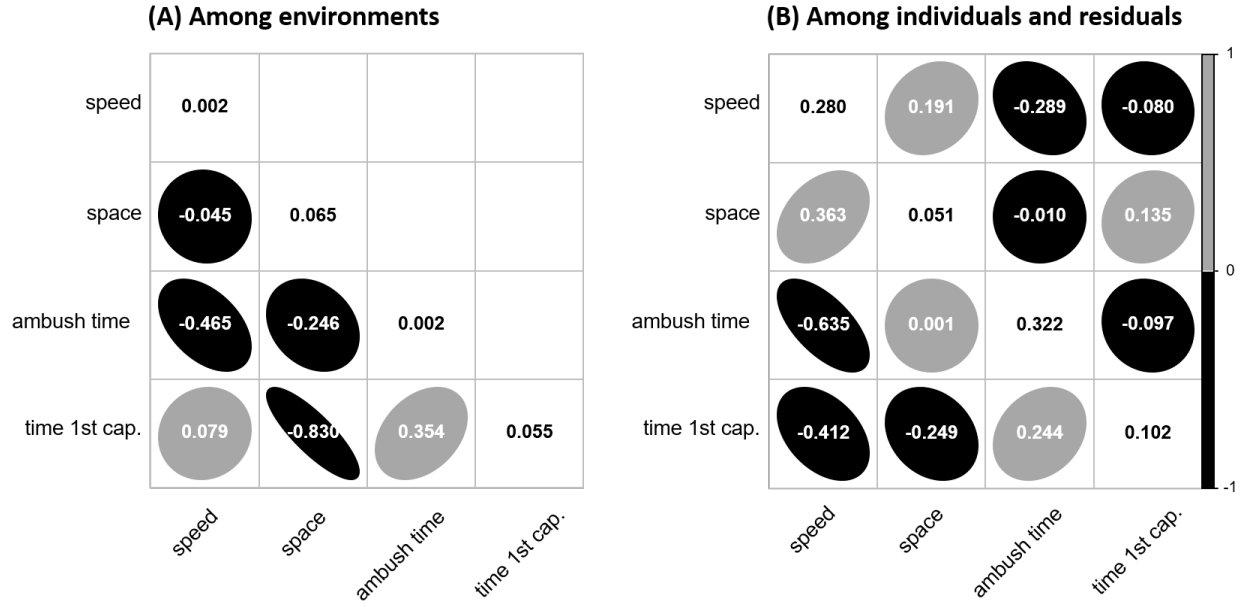 (A) Among environments
speed
0.002
space
-0.045 0.065
ambush time
-0.465 -0.246 0.002
time 1st cap.
0.079 -0.830 0.354 0.055
speed space ambush time time 1st cap.
(B) Among individuals and residuals
speed
0.280 0.191 -0.289 -0.080
space
0.363 0.051 -0.010 0.135
ambush time
-0.635 0.001 0.322 -0.097
time 1st cap.
-0.412 -0.249 0.244 0.102
speed space ambush time time 1st cap.
1
0
-1